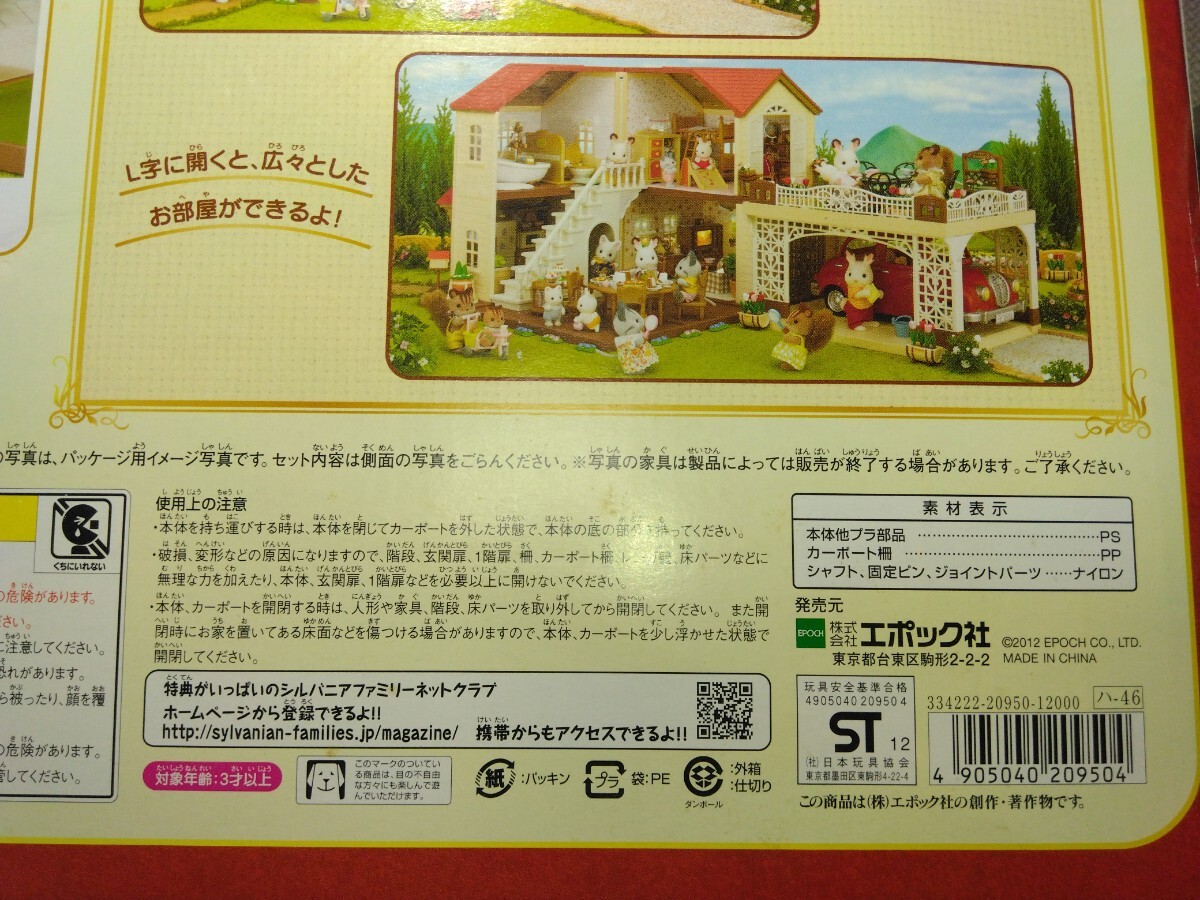 L字に開くと、広々とした
お部屋ができるよ!
の写真は、パッケージ用イメージ写真です。セット内容は側面の写真をごらんください。※写真の家具は製品によっては販売が終了する場合があります。ご了承ください。
くちにいれない
の危険があります。
ださい。
に注意してください。
恐れがあります。
ら被ったり、顔を覆
の危険があります。
してください。
使用上の注意
・本体を持ち運びする時は、本体を閉じてカーポートを外した状態で、本体の底の部分を持ってください。
・破損、変形などの原因になりますので、階段、玄関扉、1階扉、柵、カーポート柵、床パーツなどに
無理な力を加えたり、本体、玄関扉、1階扉などを必要以上に開けないでください。
・本体、カーポートを開閉する時は、人形や家具、階段、床パーツを取り外してから開閉してください。また開
閉時にお家を置いてある床面などを傷つける場合がありますので、本体、カーポートを少し浮かせた状態で
開閉してください。
特典がいっぱいのシルバニアファミリーネットクラブ
ホームページから登録できるよ!!
http://sylvanian-families.jp/magazine/ 携帯からもアクセスできるよ!!
対象年齢:3才以上
このマークのついている
商品は、目の不自由
な方々にも楽しんで遊
んでいただけます。
紙 :パッキン
プラ 袋:PE
ダンボール :外箱
:仕切り
素材表示
本体他プラ部品……PS
カーポート柵……PP
シャフト、固定ピン、ジョイントパーツ……ナイロン
発売元
EPOCH 株式会社エポック社 ©2012 EPOCH CO., LTD.
東京都台東区駒形2-2-2 MADE IN CHINA
玩具安全基準合格
4905040209504
ST 12
(社)日本玩具協会
東京都墨田区東駒形4-22-4
334222-20950-12000 ハ-46
4 905040 209504
この商品は(株)エポック社の創作・著作物です。